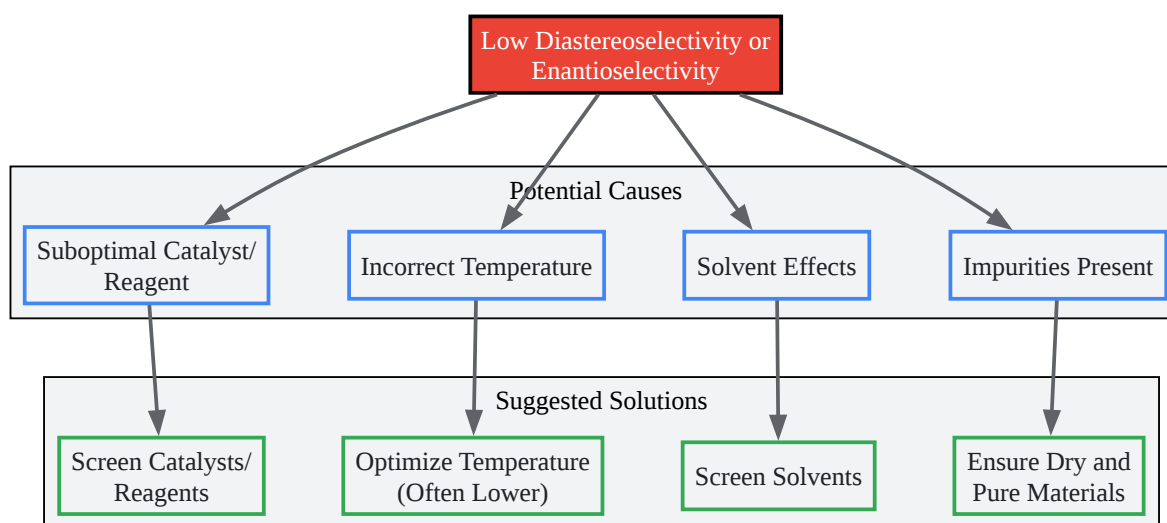 Low Diastereoselectivity or
Enantioselectivity
Potential Causes
Suboptimal Catalyst/
Reagent
Incorrect Temperature
Solvent Effects
Impurities Present
Suggested Solutions
Screen Catalysts/
Reagents
Optimize Temperature
(Often Lower)
Screen Solvents
Ensure Dry and
Pure Materials